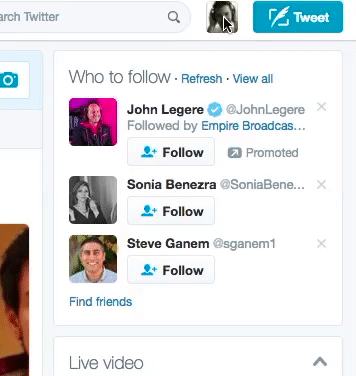 arch Twitter
Tweet
Who to follow · Refresh · View all
John Legere @JohnLegere
Followed by Empire Broadcas...
Follow Promoted
Sonia Benezra @SoniaBene...
Follow
Steve Ganem @sganem1
Follow
Find friends
Live video